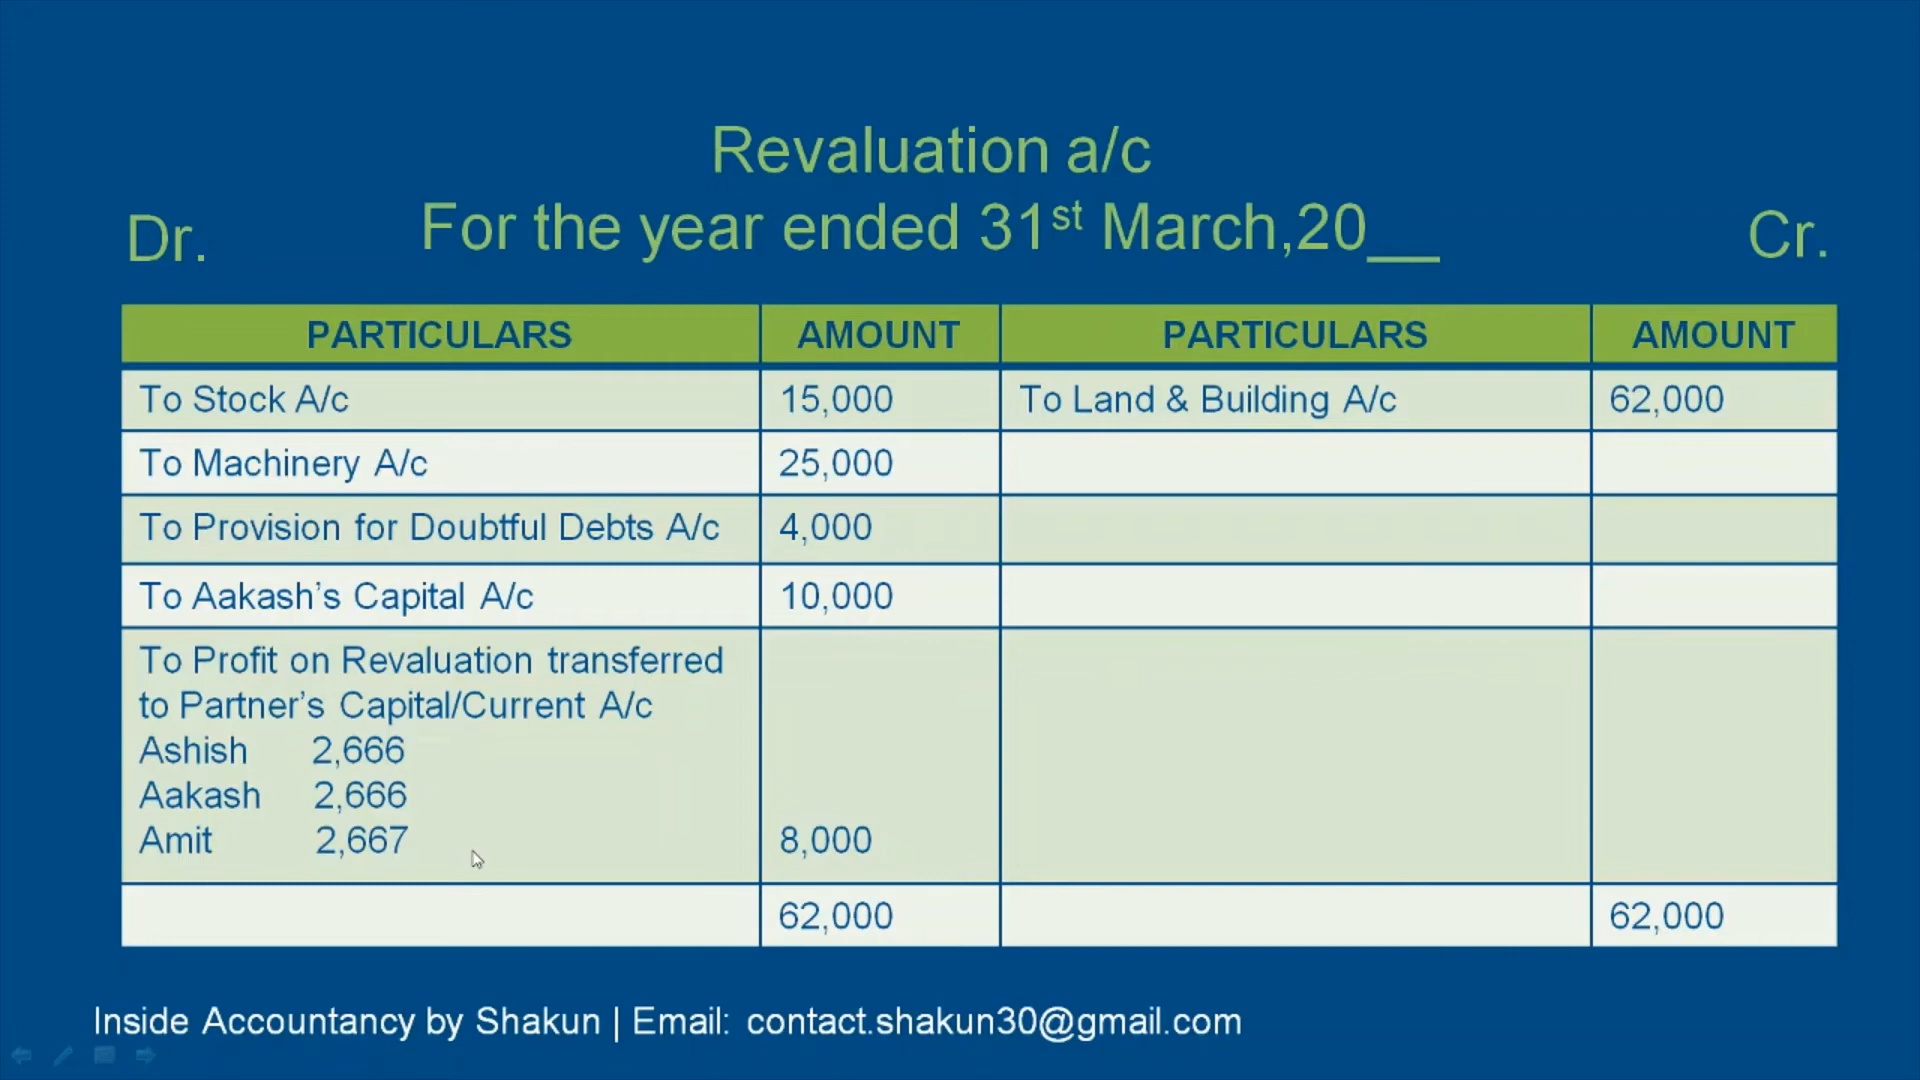 Revaluation a/c
Dr. For the year ended 31st March,20__ Cr.
PARTICULARS AMOUNT PARTICULARS AMOUNT
To Stock A/c 15,000 To Land & Building A/c 62,000
To Machinery A/c 25,000
To Provision for Doubtful Debts A/c 4,000
To Aakash's Capital A/c 10,000
To Profit on Revaluation transferred
to Partner's Capital/Current A/c
Ashish 2,666
Aakash 2,666
Amit 2,667 8,000
62,000 62,000
Inside Accountancy by Shakun | Email: contact.shakun30@gmail.com